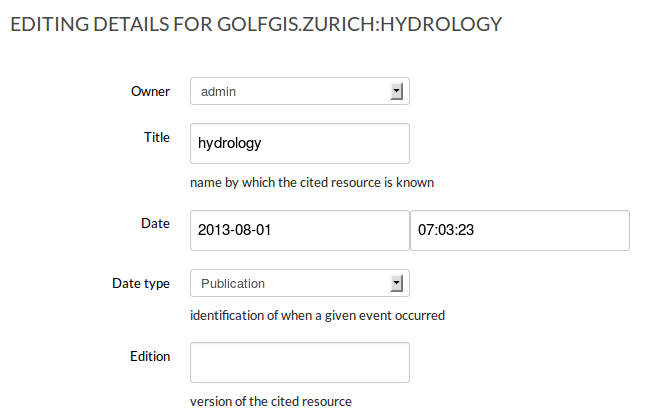 EDITING DETAILS FOR GOLFGIS.ZURICH:HYDROLOGY
Owner admin
Title hydrology
name by which the cited resource is known
Date 2013-08-01 07:03:23
Date type Publication
identification of when a given event occurred
Edition
version of the cited resource